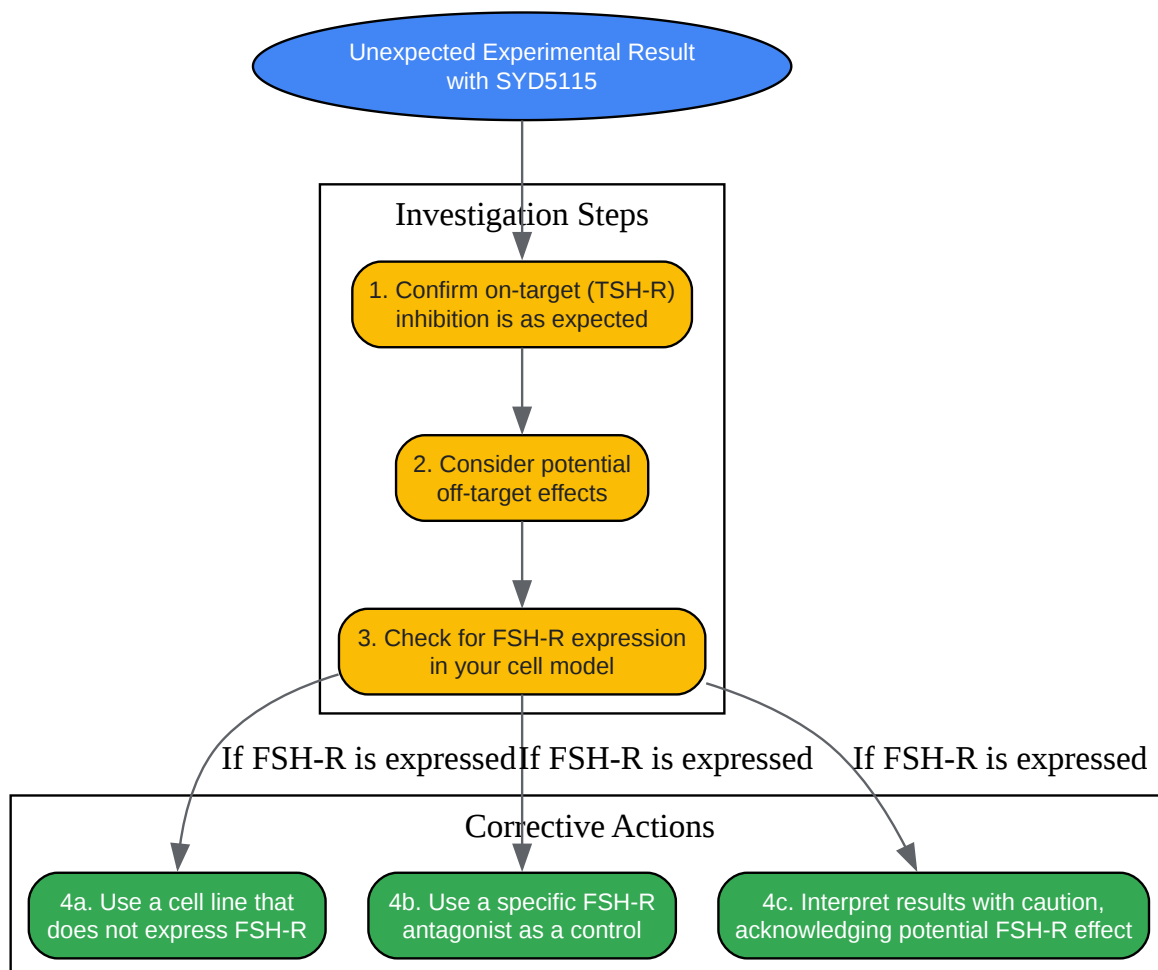 Unexpected Experimental Result
with SYD5115
Investigation Steps
1. Confirm on-target (TSH-R)
inhibition is as expected
2. Consider potential
off-target effects
3. Check for FSH-R expression
in your cell model
If FSH-R is expressed
If FSH-R is expressed
If FSH-R is expressed
Corrective Actions
4a. Use a cell line that
does not express FSH-R
4b. Use a specific FSH-R
antagonist as a control
4c. Interpret results with caution,
acknowledging potential FSH-R effect